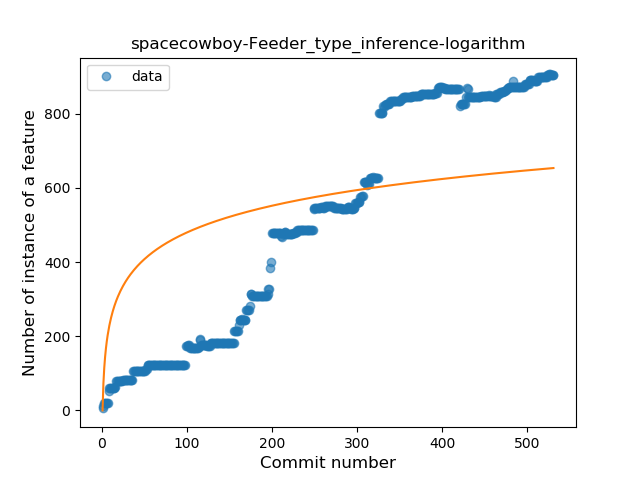 spacecowboy-Feeder_type_inference-logarithm
data
Number of instance of a feature
800
600
400
200
0
0 100 200 300 400 500
Commit number